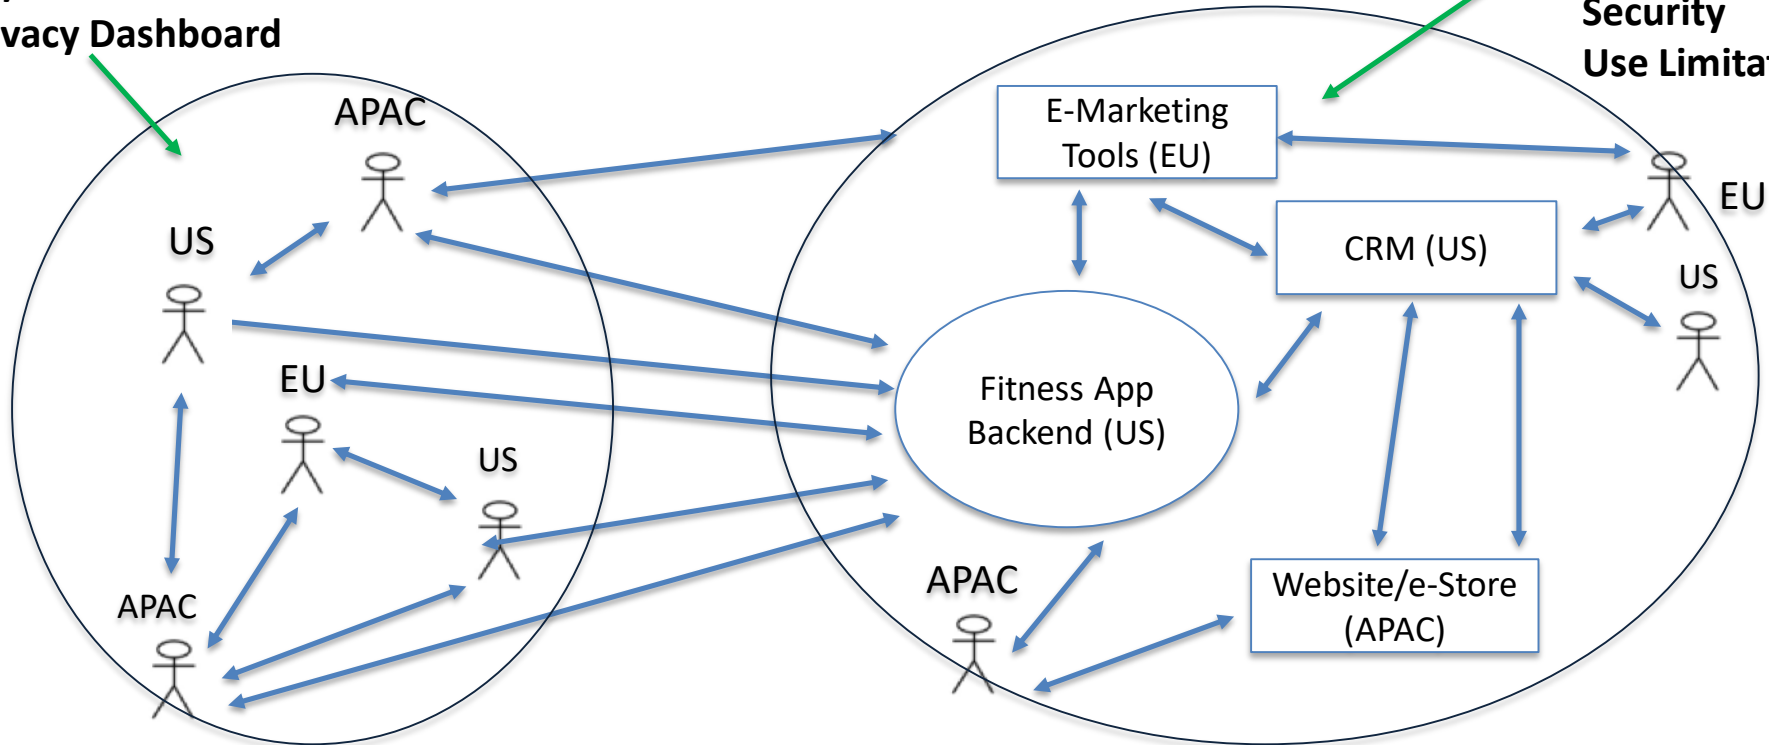 vacy Dashboard
Security
Use Limita
APAC
US
EU
US
APAC
E-Marketing
Tools (EU)
CRM (US)
EU
US
Fitness App
Backend (US)
APAC
Website/e-Store
(APAC)